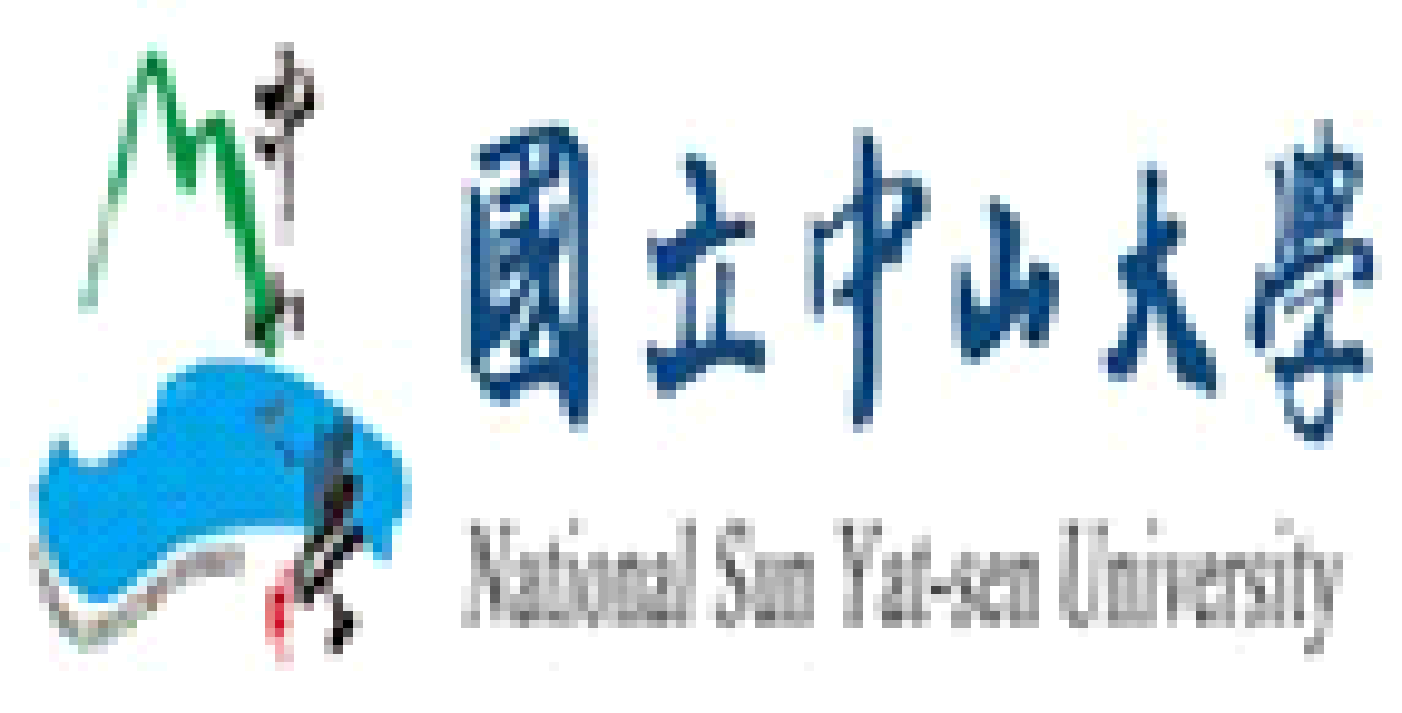 國立中山大學
National Sun Yat-sen University